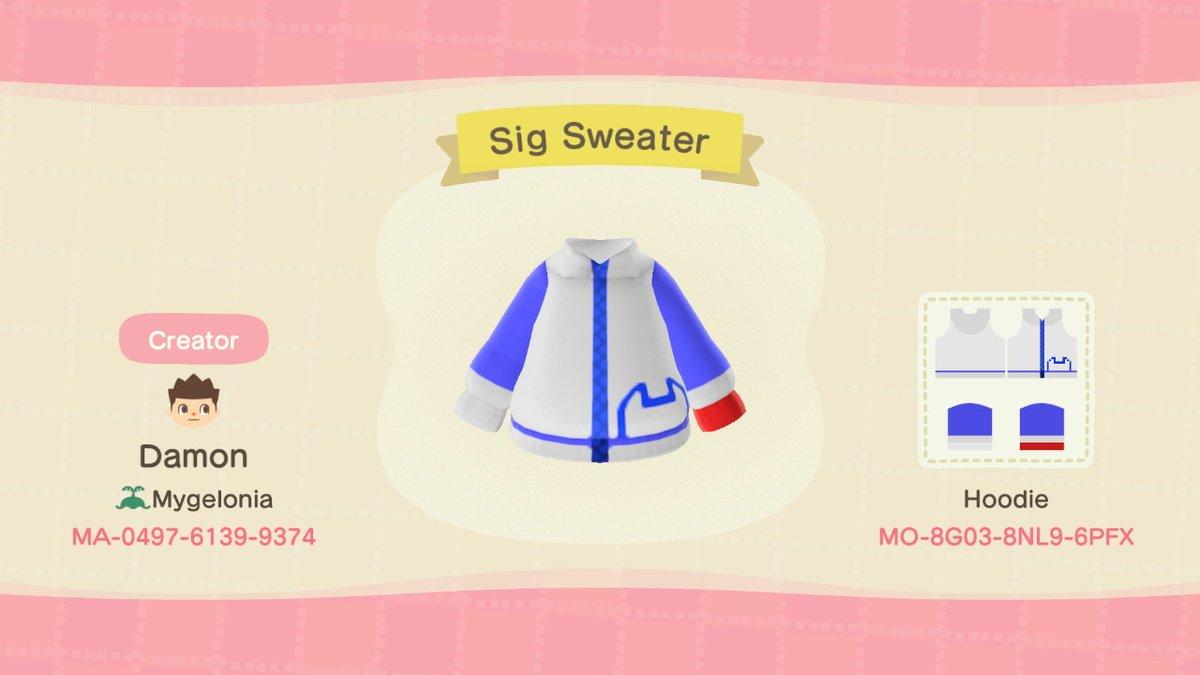 Sig Sweater
Creator
Damon
Mygelonia
MA-0497-6139-9374
Hoodie
MO-8G03-8NL9-6PFX